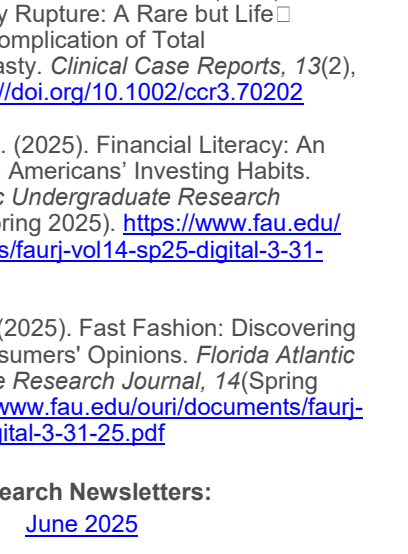 y Rupture: A Rare but Life□
omplication of Total
asty. Clinical Case Reports, 13(2),
//doi.org/10.1002/ccr3.70202
. (2025). Financial Literacy: An
Americans’ Investing Habits.
c Undergraduate Research
oring 2025). https://www.fau.edu/
s/faurj-vol14-sp25-digital-3-31-
(2025). Fast Fashion: Discovering
sumers' Opinions. Florida Atlantic
e Research Journal, 14(Spring
www.fau.edu/ouri/documents/faurj-
gital-3-31-25.pdf
earch Newsletters:
June 2025